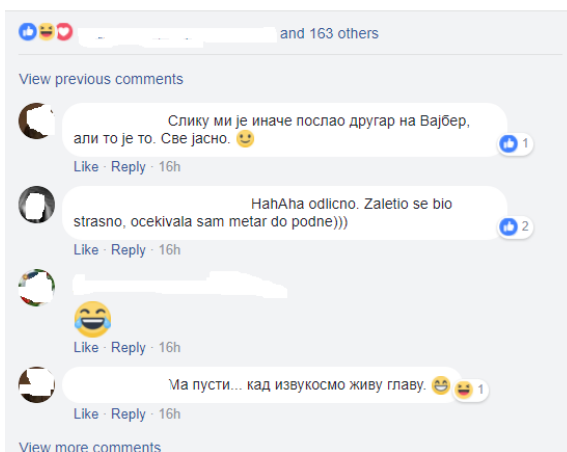 and 163 others
View previous comments
Слику ми је иначе послао другар на Вајбер,
али то је то. Све јасно.
1
Like · Reply · 16h
HahAha odlicno. Zaletio se bio
strasno, ocekivala sam metar do podne)))
2
Like · Reply · 16h
Like · Reply · 16h
Ма пусти... кад извукосмо живу главу.
1
Like · Reply · 16h
View more comments